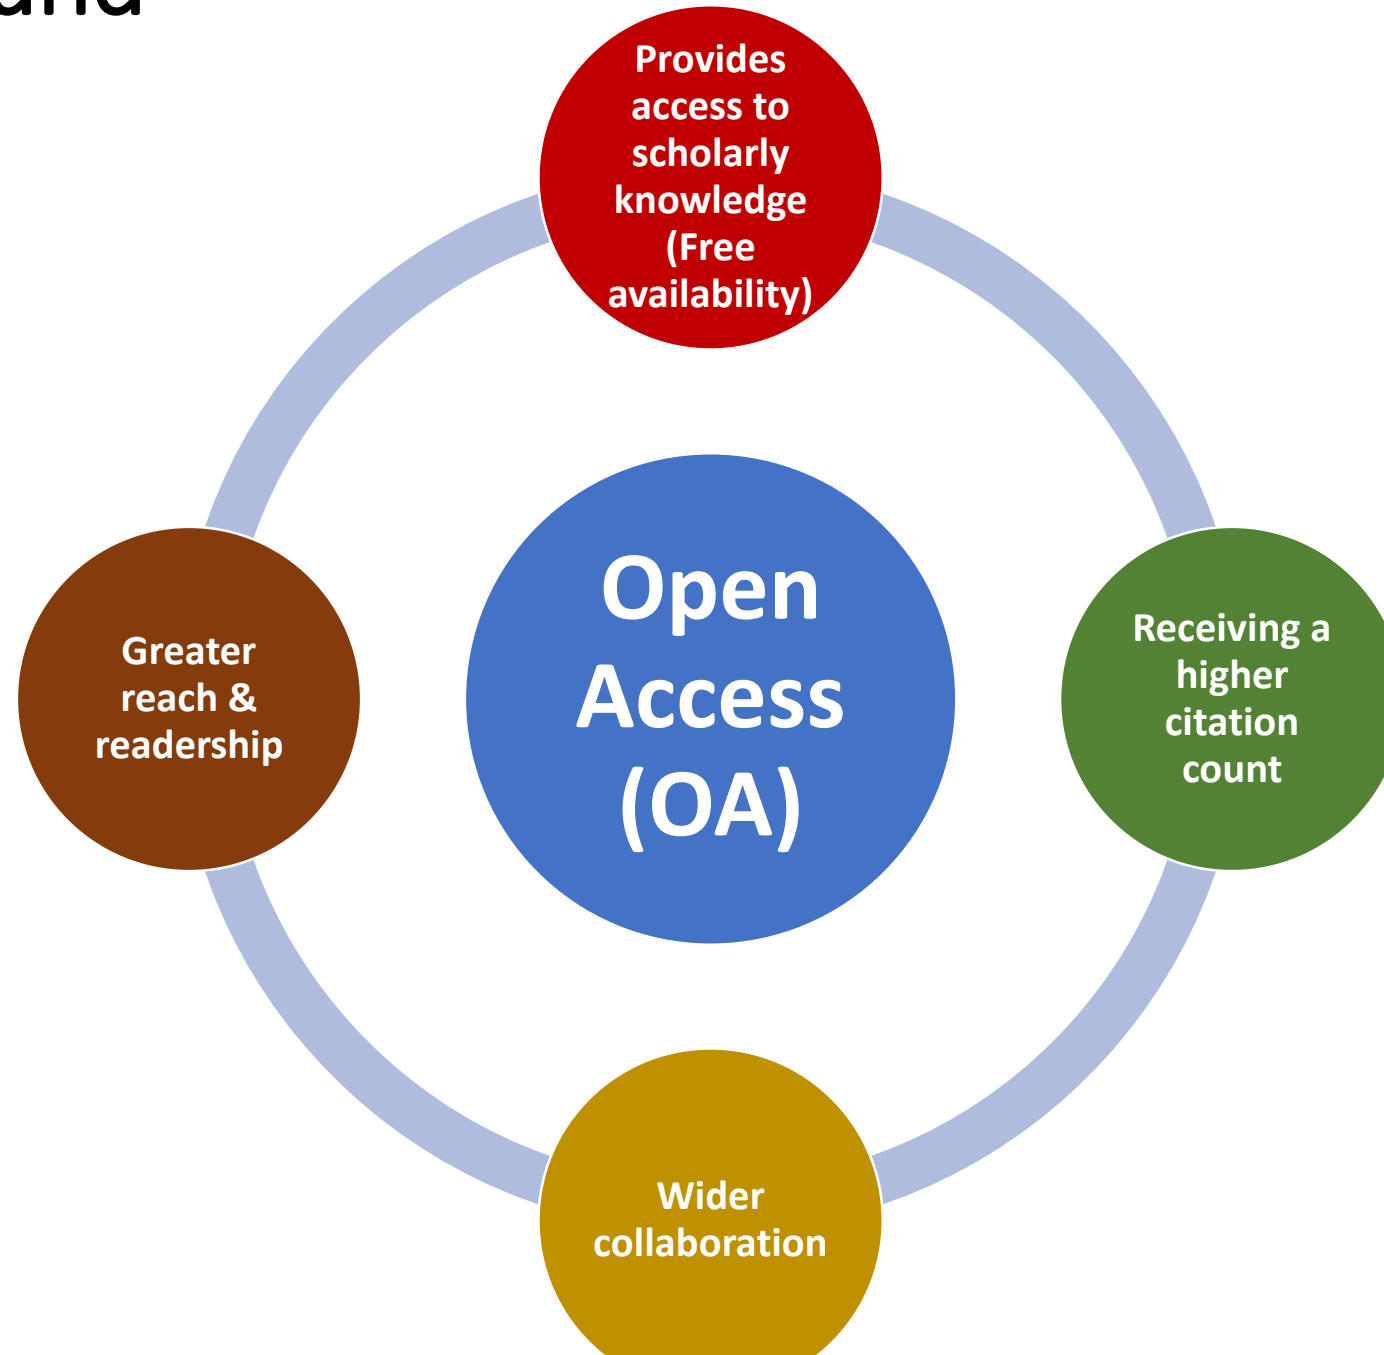 Provides
access to
scholarly
knowledge
(Free
availability)
Open
Access
(OA)
Greater
reach &
readership
Receiving a
higher
citation
count
Wider
collaboration